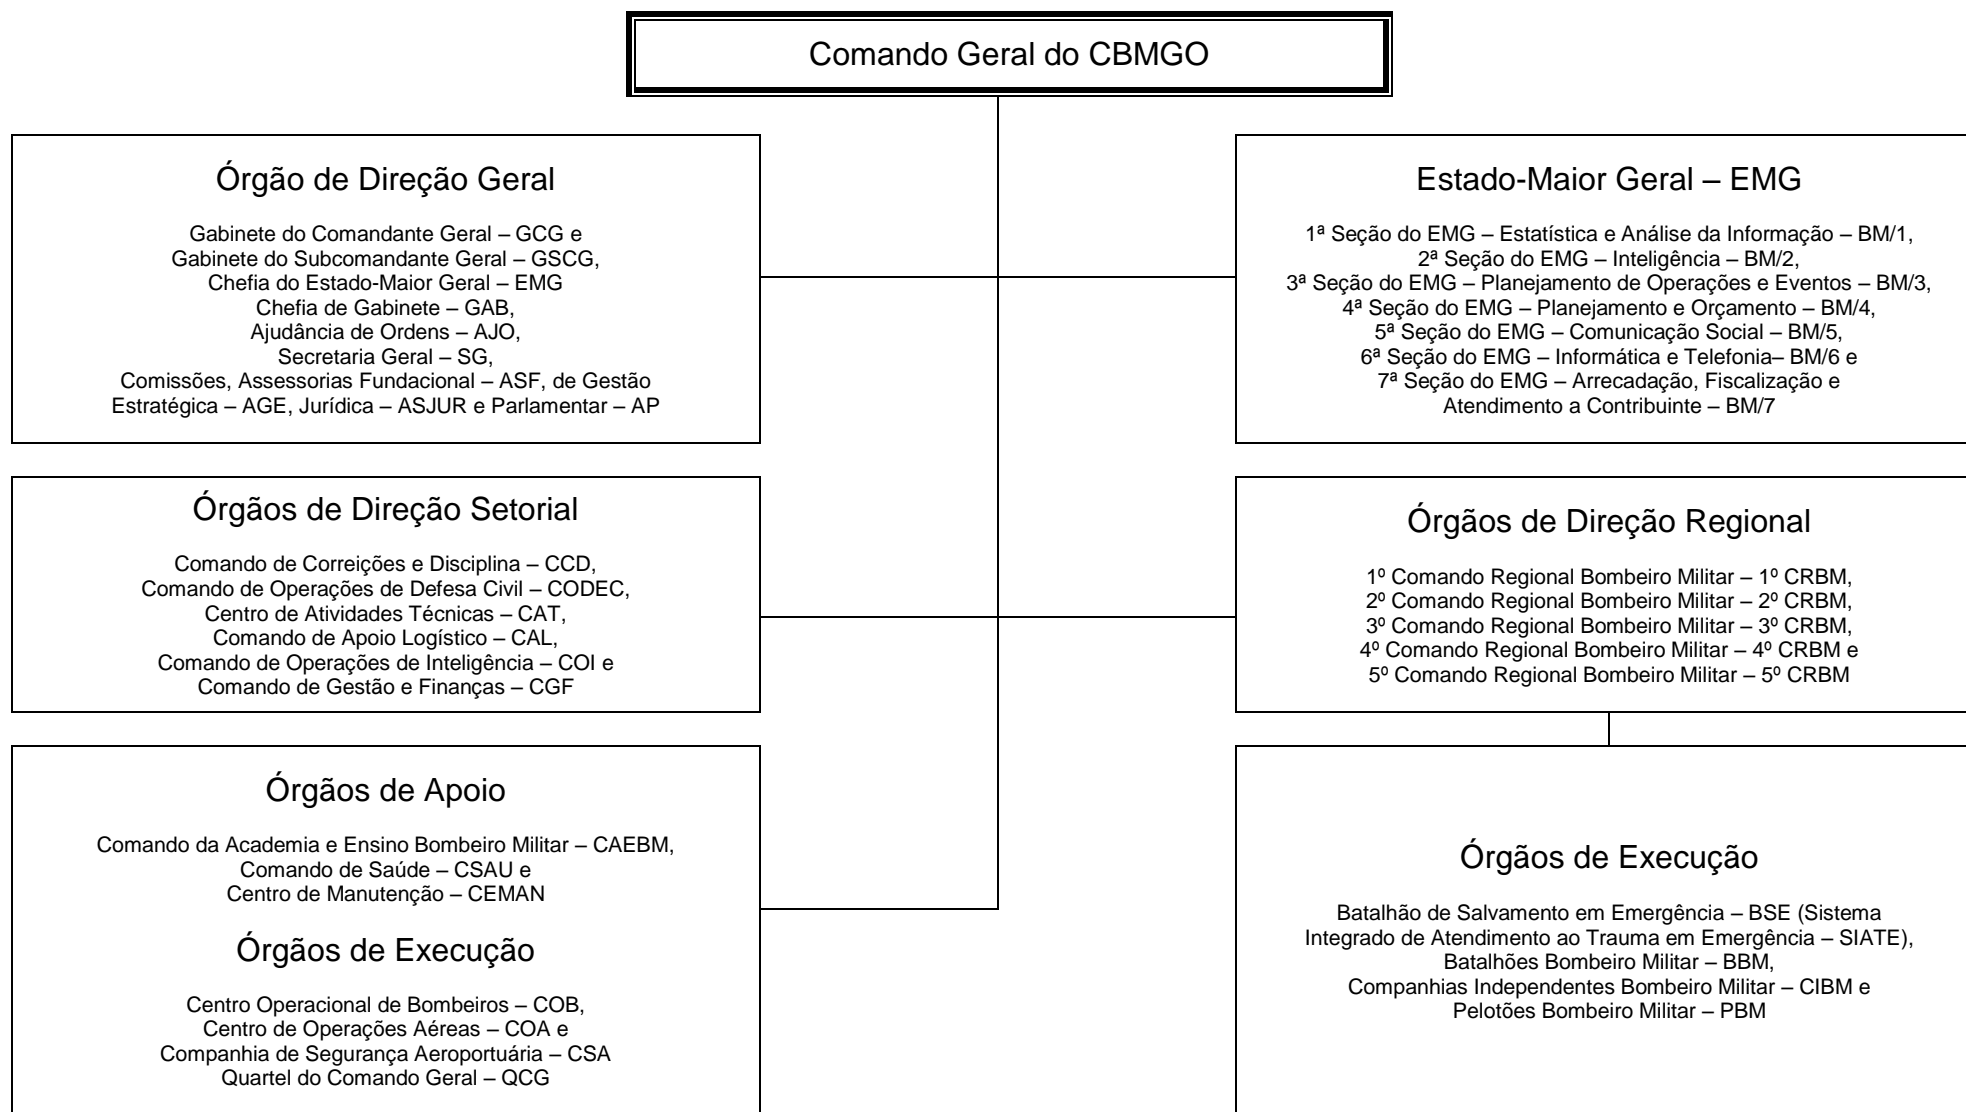 Comando Geral do CBMGO
Órgão de Direção Geral
Gabinete do Comandante Geral – GCG e
Gabinete do Subcomandante Geral – GSCG,
Chefia do Estado-Maior Geral – EMG
Chefia de Gabinete – GAB,
Ajudância de Ordens – AJO,
Secretaria Geral – SG,
Comissões, Assessorias Fundacional – ASF, de Gestão
Estratégica – AGE, Jurídica – ASJUR e Parlamentar – AP
Estado-Maior Geral – EMG
1ª Seção do EMG – Estatística e Análise da Informação – BM/1,
2ª Seção do EMG – Inteligência – BM/2,
3ª Seção do EMG – Planejamento de Operações e Eventos – BM/3,
4ª Seção do EMG – Planejamento e Orçamento – BM/4,
5ª Seção do EMG – Comunicação Social – BM/5,
6ª Seção do EMG – Informática e Telefonia– BM/6 e
7ª Seção do EMG – Arrecadação, Fiscalização e
Atendimento a Contribuinte – BM/7
Órgãos de Direção Setorial
Comando de Correições e Disciplina – CCD,
Comando de Operações de Defesa Civil – CODEC,
Centro de Atividades Técnicas – CAT,
Comando de Apoio Logístico – CAL,
Comando de Operações de Inteligência – COI e
Comando de Gestão e Finanças – CGF
Órgãos de Direção Regional
1º Comando Regional Bombeiro Militar – 1º CRBM,
2º Comando Regional Bombeiro Militar – 2º CRBM,
3º Comando Regional Bombeiro Militar – 3º CRBM,
4º Comando Regional Bombeiro Militar – 4º CRBM e
5º Comando Regional Bombeiro Militar – 5º CRBM
Órgãos de Apoio
Comando da Academia e Ensino Bombeiro Militar – CAEBM,
Comando de Saúde – CSAU e
Centro de Manutenção – CEMAN
Órgãos de Execução
Centro Operacional de Bombeiros – COB,
Centro de Operações Aéreas – COA e
Companhia de Segurança Aeroportuária – CSA
Quartel do Comando Geral – QCG
Órgãos de Execução
Batalhão de Salvamento em Emergência – BSE (Sistema
Integrado de Atendimento ao Trauma em Emergência – SIATE),
Batalhões Bombeiro Militar – BBM,
Companhias Independentes Bombeiro Militar – CIBM e
Pelotões Bombeiro Militar – PBM